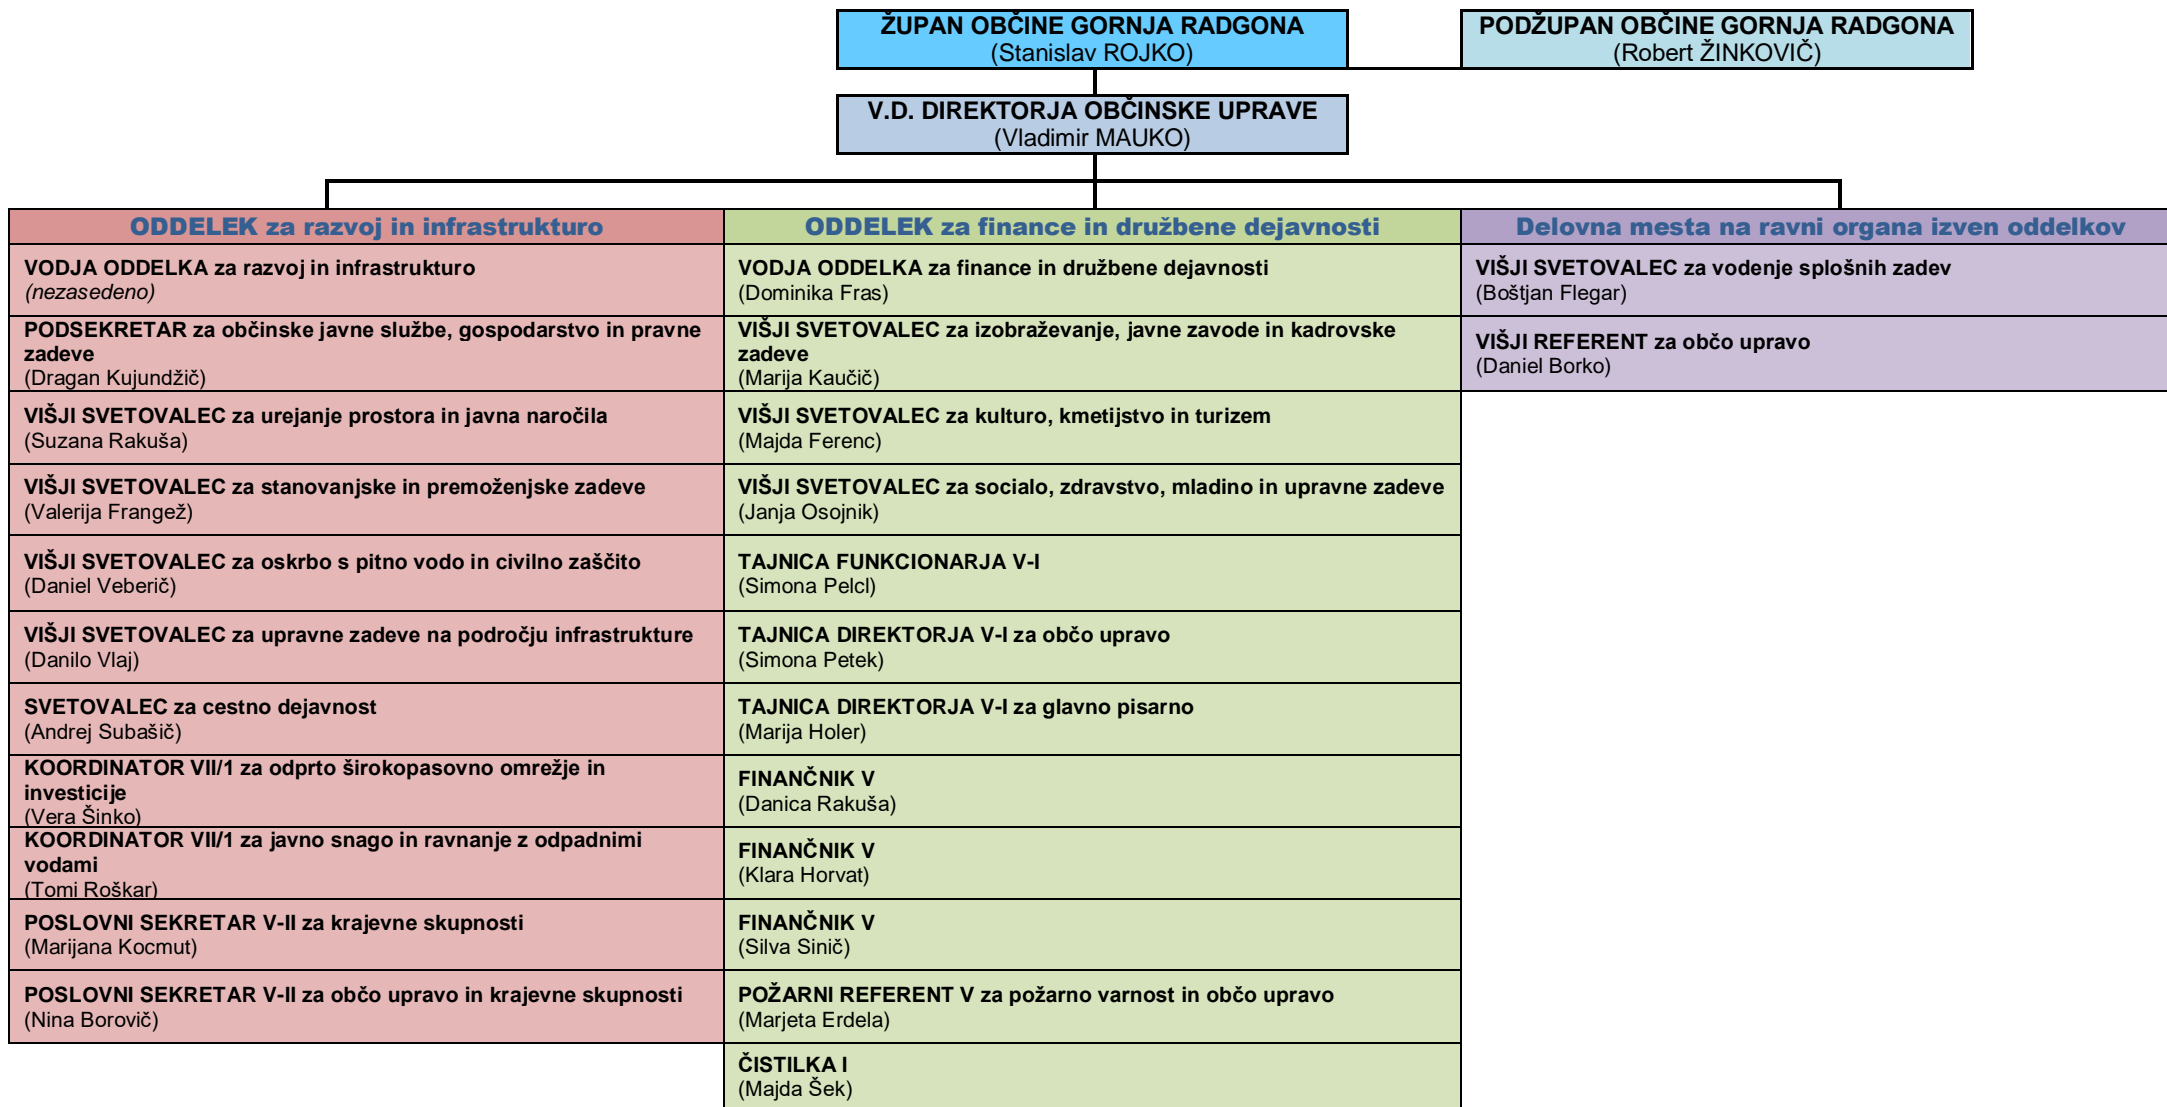 ŽUPAN OBČINE GORNJA RADGONA
(Stanislav ROJKO)
PODŽUPAN OBČINE GORNJA RADGONA
(Robert ŽINKOVIČ)
V.D. DIREKTORJA OBČINSKE UPRAVE
(Vladimir MAUKO)
ODDELEK za razvoj in infrastrukturo
VODJA ODDELKA za razvoj in infrastrukturo
(nezasedeno)
PODSEKRETAR za občinske javne službe, gospodarstvo in pravne
zadeve
(Dragan Kujundžič)
VIŠJI SVETOVALEC za urejanje prostora in javna naročila
(Suzana Rakuša)
VIŠJI SVETOVALEC za stanovanjske in premoženjske zadeve
(Valerija Frangež)
VIŠJI SVETOVALEC za oskrbo s pitno vodo in civilno zaščito
(Daniel Veberič)
VIŠJI SVETOVALEC za upravne zadeve na področju infrastrukture
(Danilo Vlaj)
SVETOVALEC za cestno dejavnost
(Andrej Subašič)
KOORDINATOR VII/1 za odprto širokopasovno omrežje in
investicije
(Vera Šinko)
KOORDINATOR VII/1 za javno snago in ravnanje z odpadnimi
vodami
(Tomi Roškar)
POSLOVNI SEKRETAR V-II za krajevne skupnosti
(Marijana Kocmut)
POSLOVNI SEKRETAR V-II za občo upravo in krajevne skupnosti
(Nina Borovič)
ODDELEK za finance in družbene dejavnosti
VODJA ODDELKA za finance in družbene dejavnosti
(Dominika Fras)
VIŠJI SVETOVALEC za izobraževanje, javne zavode in kadrovske
zadeve
(Marija Kaučič)
VIŠJI SVETOVALEC za kulturo, kmetijstvo in turizem
(Majda Ferenc)
VIŠJI SVETOVALEC za socialo, zdravstvo, mladino in upravne zadeve
(Janja Osojnik)
TAJNICA FUNKCIONARJA V-I
(Simona Pelcl)
TAJNICA DIREKTORJA V-I za občo upravo
(Simona Petek)
TAJNICA DIREKTORJA V-I za glavno pisarno
(Marija Holer)
FINANČNIK V
(Danica Rakuša)
FINANČNIK V
(Klara Horvat)
FINANČNIK V
(Silva Sinič)
POŽARNI REFERENT V za požarno varnost in občo upravo
(Marjeta Erdela)
ČISTILKA I
(Majda Šek)
Delovna mesta na ravni organa izven oddelkov
VIŠJI SVETOVALEC za vodenje splošnih zadev
(Boštjan Flegar)
VIŠJI REFERENT za občo upravo
(Daniel Borko)